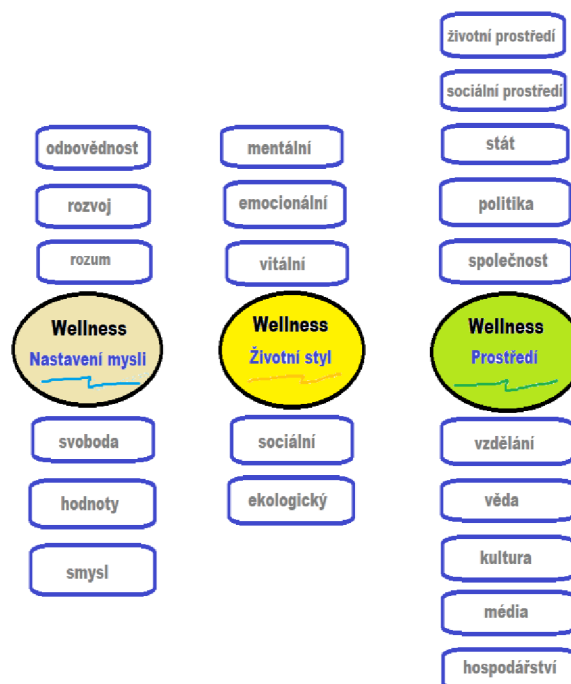 odpovědnost
rozvoj
rozum
Wellness
Nastavení mysli
svoboda
hodnoty
smysl
mentální
emocionální
vitální
Wellness
Životní styl
sociální
ekologický
životní prostředí
sociální prostředí
stát
politika
společnost
Wellness
Prostředí
vzdělání
věda
kultura
média
hospodářství